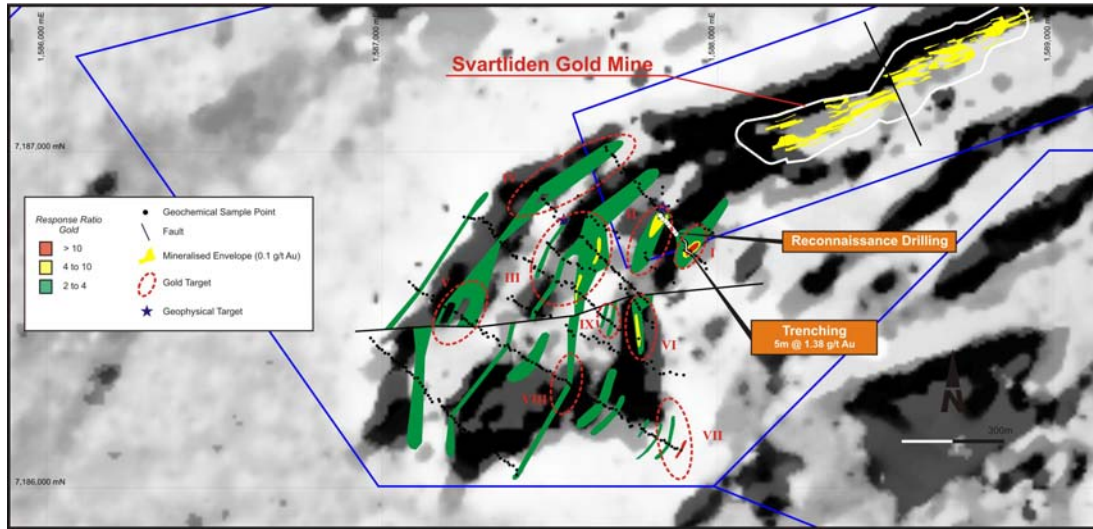 1,586,000 mE
1,587,000 mE
1,588,000 mE
1,589,000 mE
Svartliden Gold Mine
7,187,000 mN
Response Ratio
Gold
> 10
4 to 10
2 to 4
Geochemical Sample Point
Fault
Mineralised Envelope (0.1 g/t Au)
Gold Target
Geophysical Target
II
I
Reconnaissance Drilling
III
V
IX
Trenching
5m @ 1.38 g/t Au
VI
VIII
VII
N
300m
7,186,000 mN